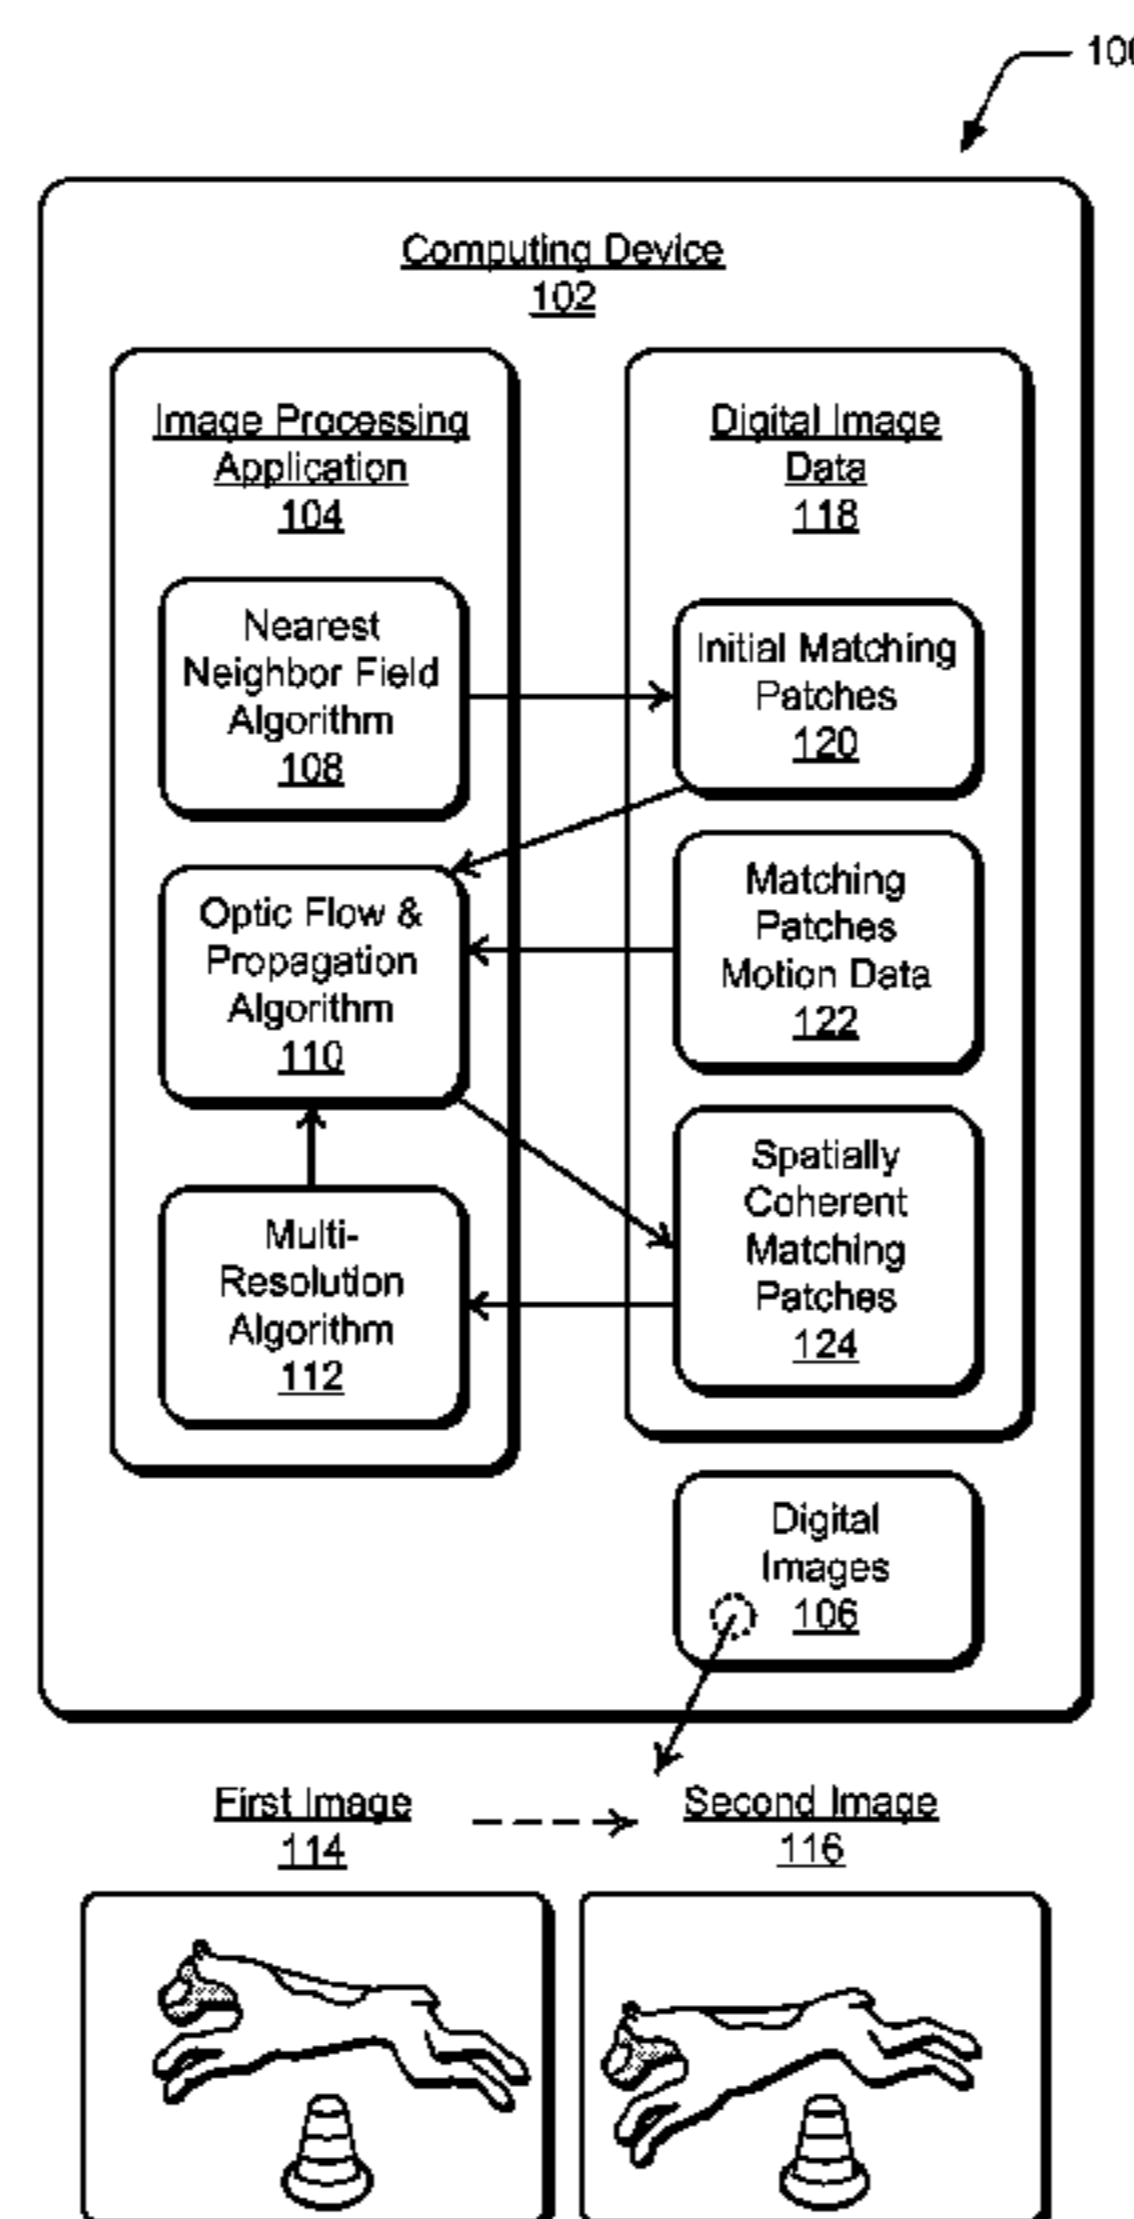 100
Computing Device
102
Image Processing
Application
104
Nearest
Neighbor Field
Algorithm
108
Optic Flow &
Propagation
Algorithm
110
Multi-
Resolution
Algorithm
112
Digital Image
Data
118
Initial Matching
Patches
120
Matching
Patches
Motion Data
122
Spatially
Coherent
Matching
Patches
124
Digital
Images
106
First Image
114
Second Image
116